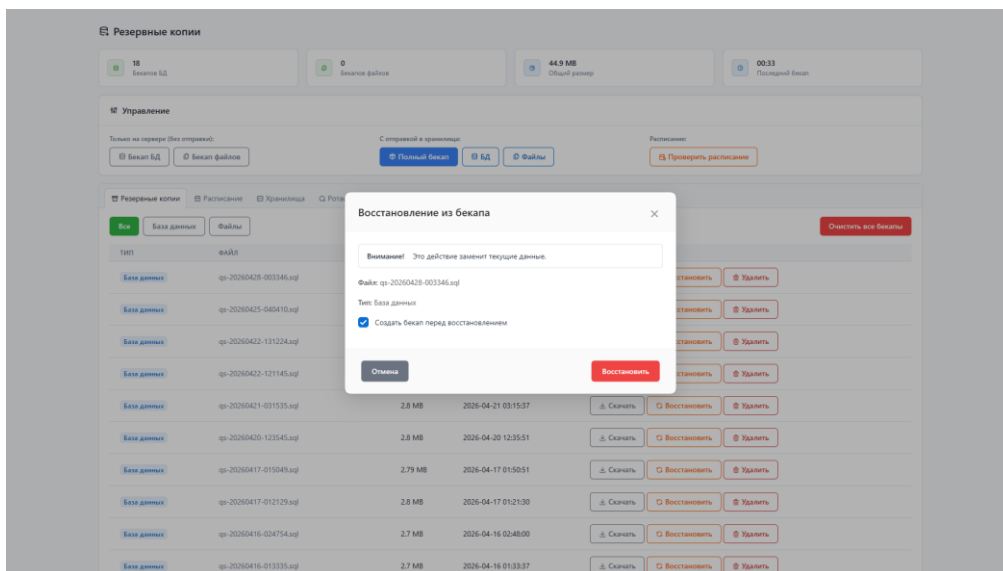 Резервные копии
18
Бекапов БД
0
Бекапов файлов
44.9 MB
Общий размер
00:33
Последний бекап
Управление
Только на сервере (без отправки):
С отправкой в хранилища:
Расписание:
Бекап БД
Бекап файлов
Полный бекап
БД
Файлы
Проверить расписание
Резервные копии
Расписание
Хранилища
Все
База данных
Файлы
Очистить все бекапы
ТИП
ФАЙЛ
Восстановление из бекапа
Внимание! Это действие заменит текущие данные.
Файл: qs-20260428-003346.sql
Тип: База данных
Создать бекап перед восстановлением
Отмена
Восстановить
База данных qs-20260428-003346.sql Удалить
База данных qs-20260425-040410.sql Удалить
База данных qs-20260422-131224.sql Удалить
База данных qs-20260422-121145.sql Удалить
База данных qs-20260421-031535.sql 2.8 MB 2026-04-21 03:15:37 Скачать Восстановить Удалить
База данных qs-20260420-123545.sql 2.8 MB 2026-04-20 12:35:51 Скачать Восстановить Удалить
База данных qs-20260417-015049.sql 2.79 MB 2026-04-17 01:50:51 Скачать Восстановить Удалить
База данных qs-20260417-012129.sql 2.8 MB 2026-04-17 01:21:30 Скачать Восстановить Удалить
База данных qs-20260416-024754.sql 2.7 MB 2026-04-16 02:48:00 Скачать Восстановить Удалить
База данных qs-20260416-013335.sql 2.7 MB 2026-04-16 01:33:37 Скачать Восстановить Удалить